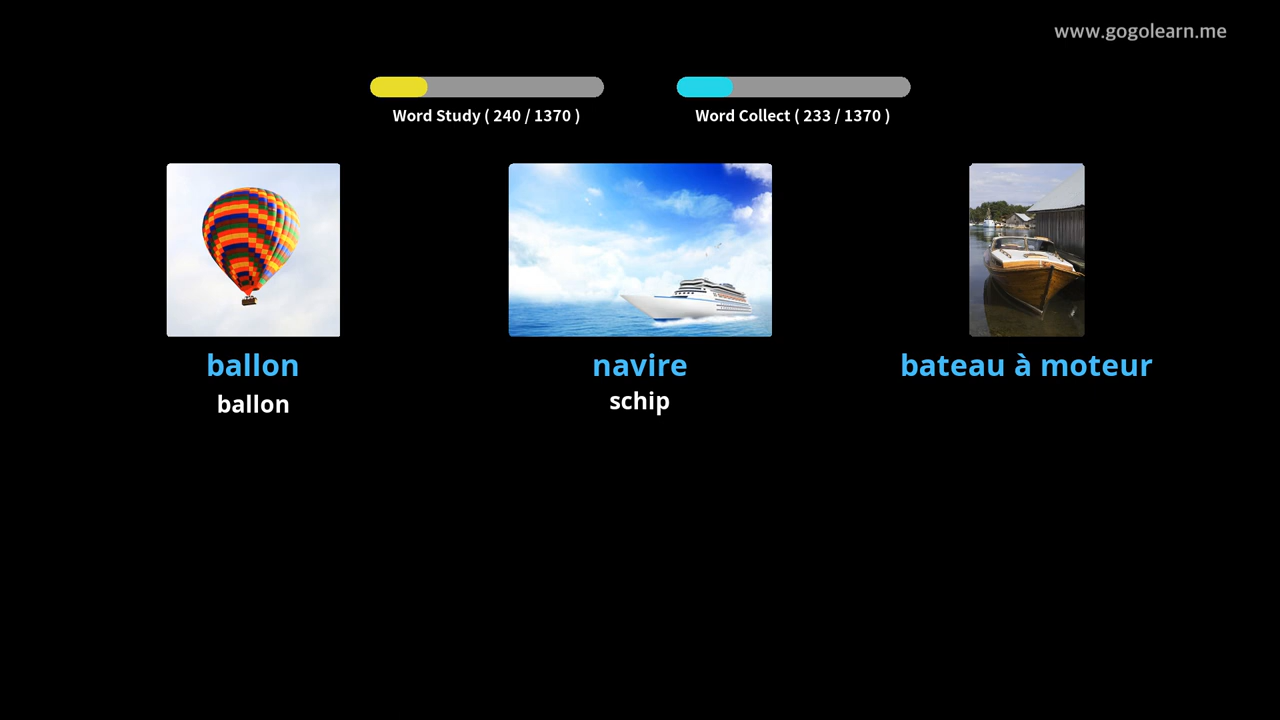 www.gogolearn.me
Word Study ( 240 / 1370 )
Word Collect ( 233 / 1370 )
ballon
navire
bateau à moteur
ballon
schip